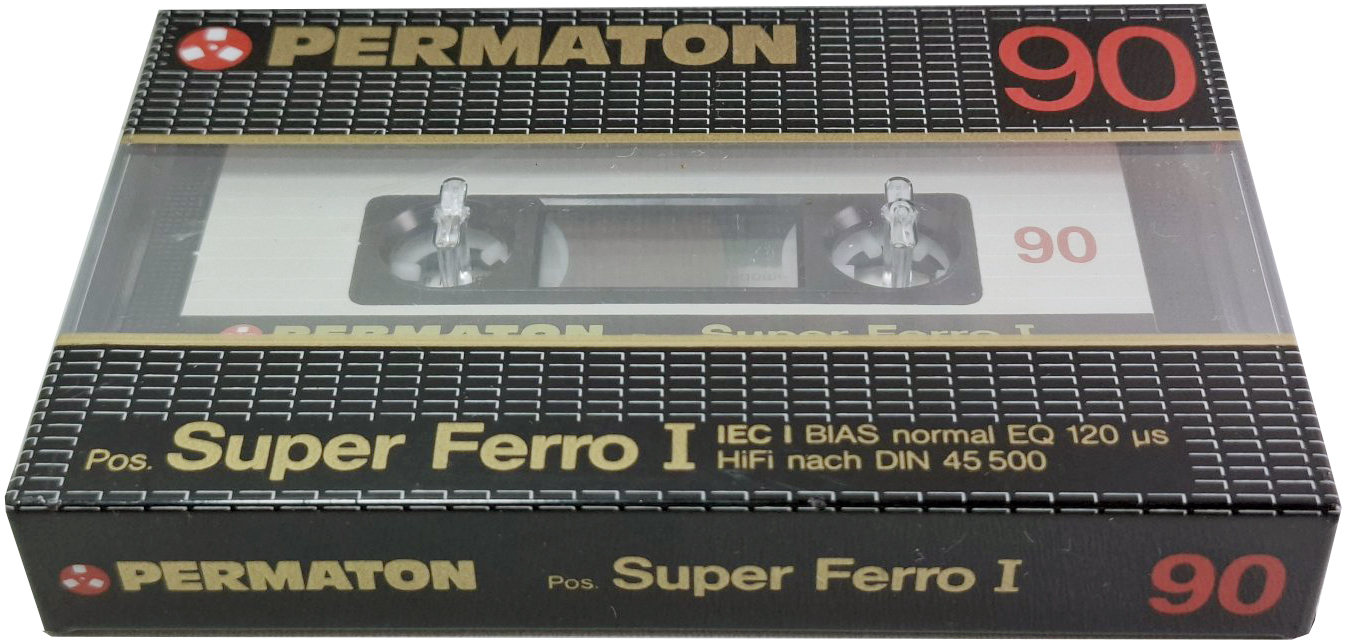 PERMATON 90
90
PERMATON Super Ferro I
Pos. Super Ferro I
IEC I BIAS normal EQ 120 µs
HiFi nach DIN 45 500
PERMATON Pos. Super Ferro I 90